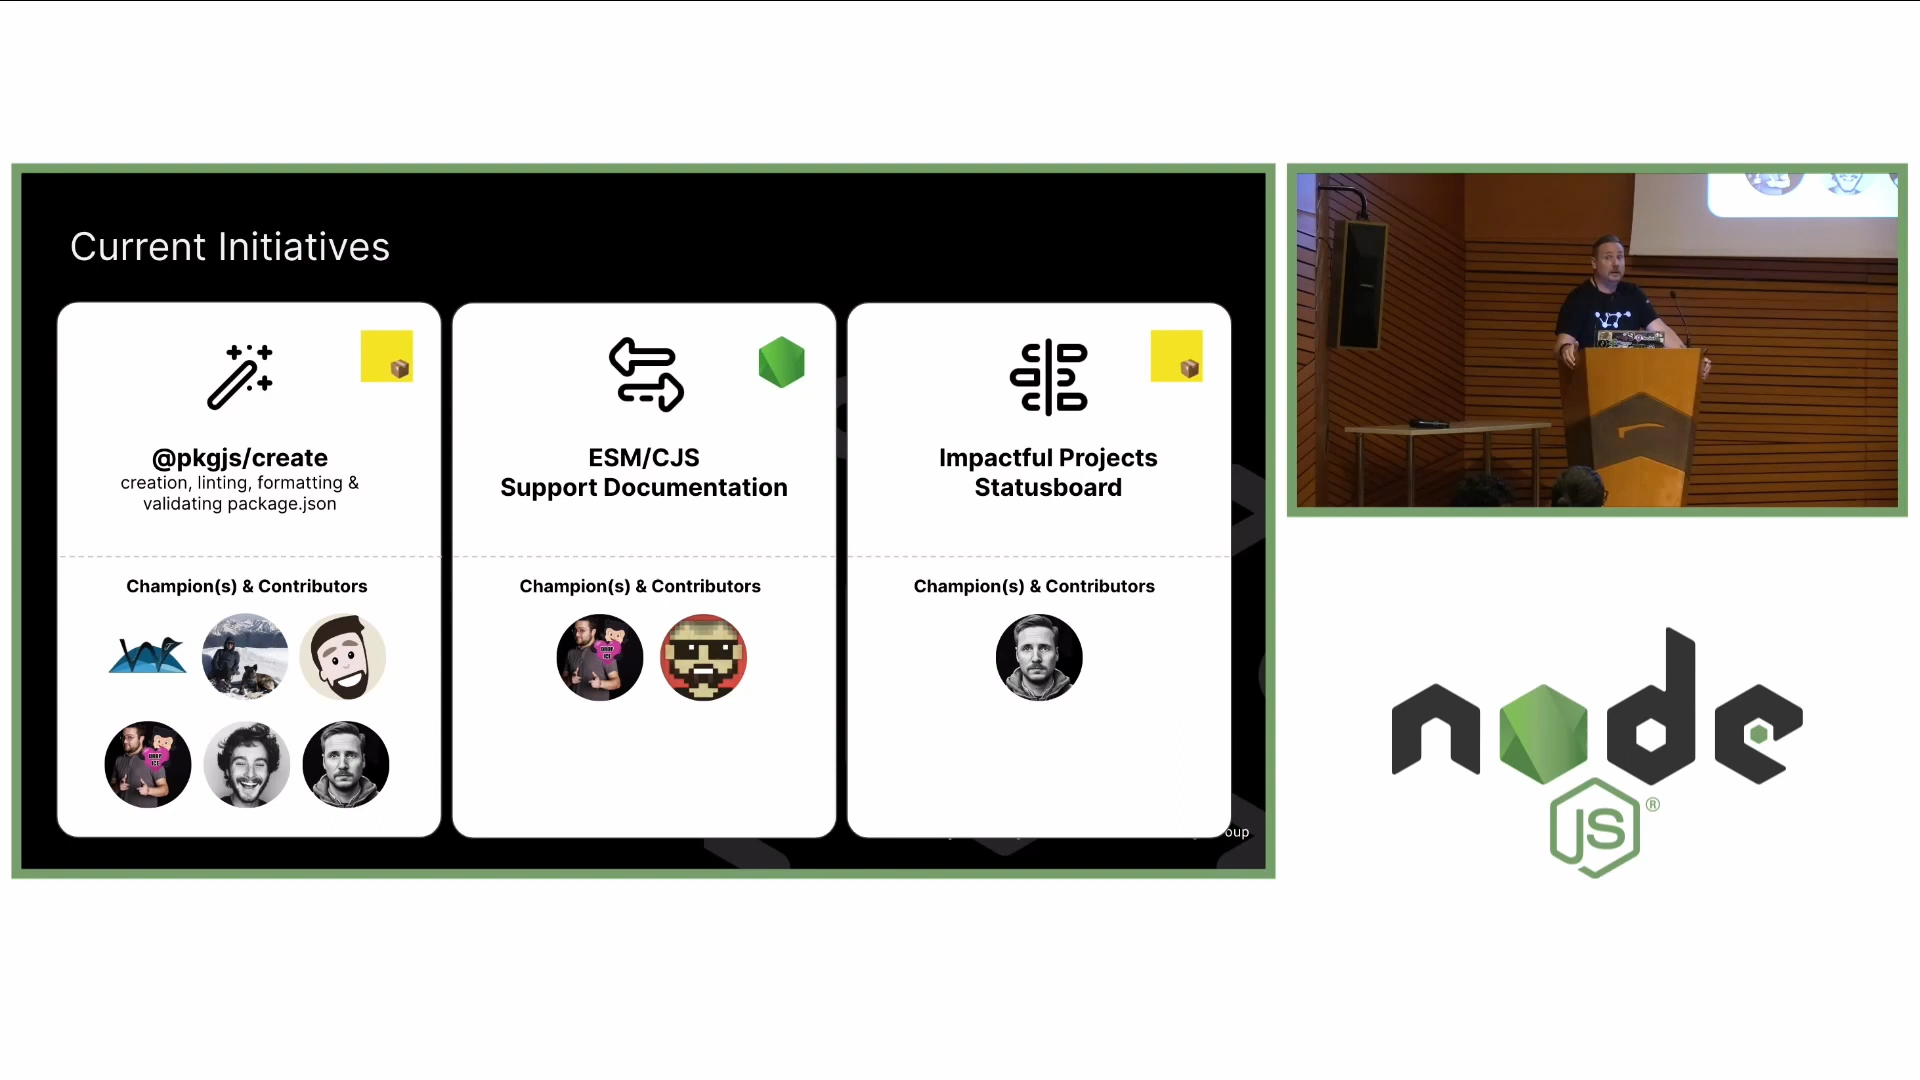 Current Initiatives
@pkgjs/create
creation, linting, formatting &
validating package.json
Champion(s) & Contributors
ESM/CJS
Support Documentation
Champion(s) & Contributors
Impactful Projects
Statusboard
Champion(s) & Contributors
oup
node
JS®